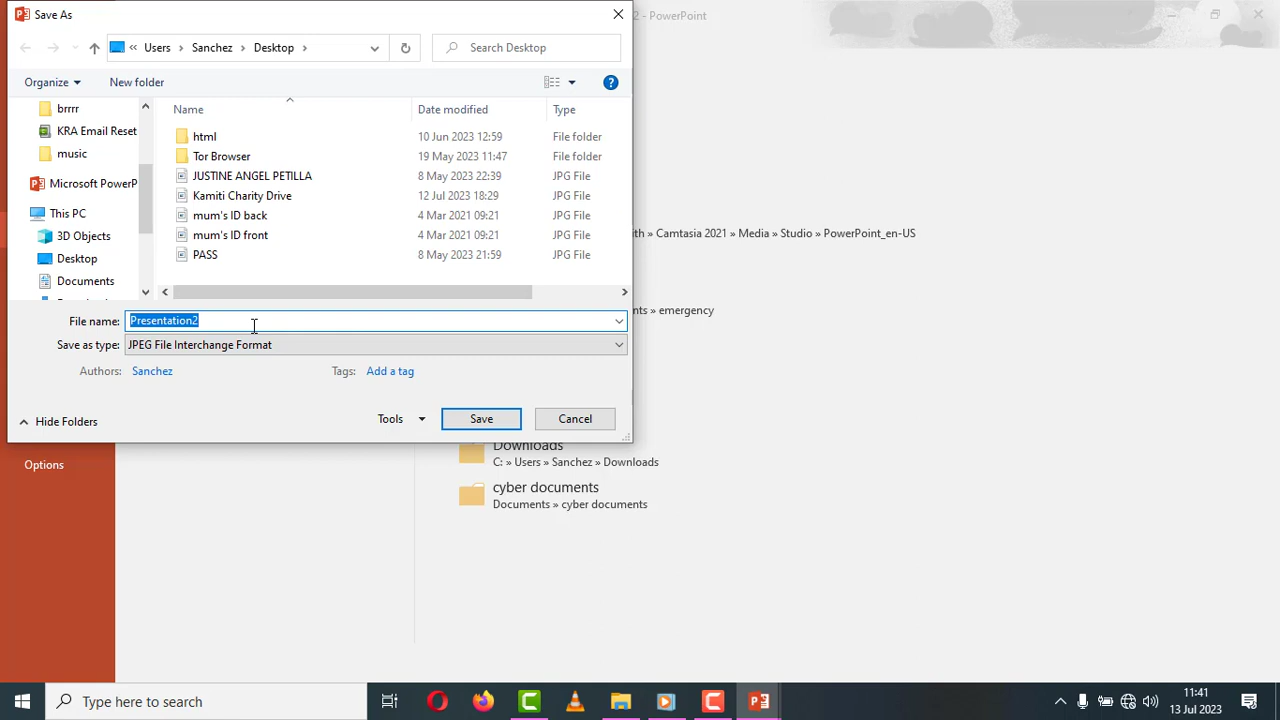 Save As
2 - PowerPoint
« Users > Sanchez > Desktop >
Search Desktop
Organize
New folder
Name
Date modified
Type
brrrr
KRA Email Reset
music
Microsoft PowerP
This PC
3D Objects
Desktop
Documents
html 10 Jun 2023 12:59 File folder
Tor Browser 19 May 2023 11:47 File folder
JUSTINE ANGEL PETILLA 8 May 2023 22:39 JPG File
Kamiti Charity Drive 12 Jul 2023 18:29 JPG File
mum's ID back 4 Mar 2021 09:21 JPG File
mum's ID front 4 Mar 2021 09:21 JPG File
PASS 8 May 2023 21:59 JPG File
File name: Presentation2
Save as type: JPEG File Interchange Format
Authors: Sanchez
Tags: Add a tag
Hide Folders
Tools
Save
Cancel
ith » Camtasia 2021 » Media » Studio » PowerPoint_en-US
nts » emergency
Downloads
C: » Users » Sanchez » Downloads
cyber documents
Documents » cyber documents
Options
Type here to search
11:41
13 Jul 2023